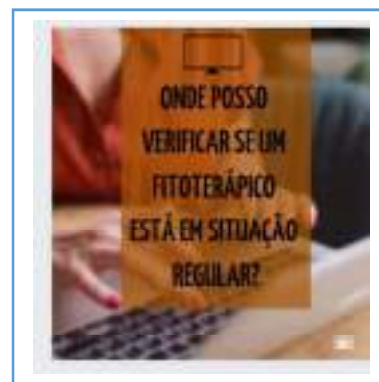 ONDE POSSO
VERIFICAR SE UM
FITOTERÁPICO
ESTÁ EM SITUAÇÃO
REGULAR?